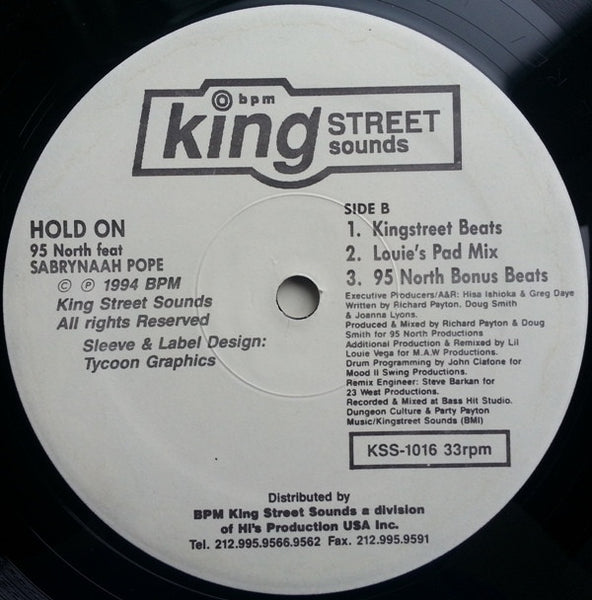 bpm
king STREET
sounds
HOLD ON
95 North feat
SABRYNAAH POPE
© ℗ 1994 BPM
King Street Sounds
All rights Reserved
Sleeve & Label Design:
Tycoon Graphics
SIDE B
1. Kingstreet Beats
2. Louie's Pad Mix
3. 95 North Bonus Beats
Executive Producers/A&R: Hisa Ishioka & Greg Daye
Written by Richard Payton. Doug Smith
& Joanna Lyons.
Produced & Mixed by Richard Payton & Doug
Smith for 95 North Productions
Additional Production & Remixed by Lil
Louie Vega for M.A.W Productions.
Drum Programming by John Ciafone for
Mood II Swing Productions.
Remix Engineer: Steve Barkan for
23 West Productions.
Recorded & Mixed at Bass Hit Studio.
Dungeon Culture & Party Payton
Music/Kingstreet Sounds (BMI)
KSS-1016 33rpm
Distributed by
BPM King Street Sounds a division
of HI's Production USA Inc.
Tel. 212.995.9566.9562 Fax. 212.995.9591